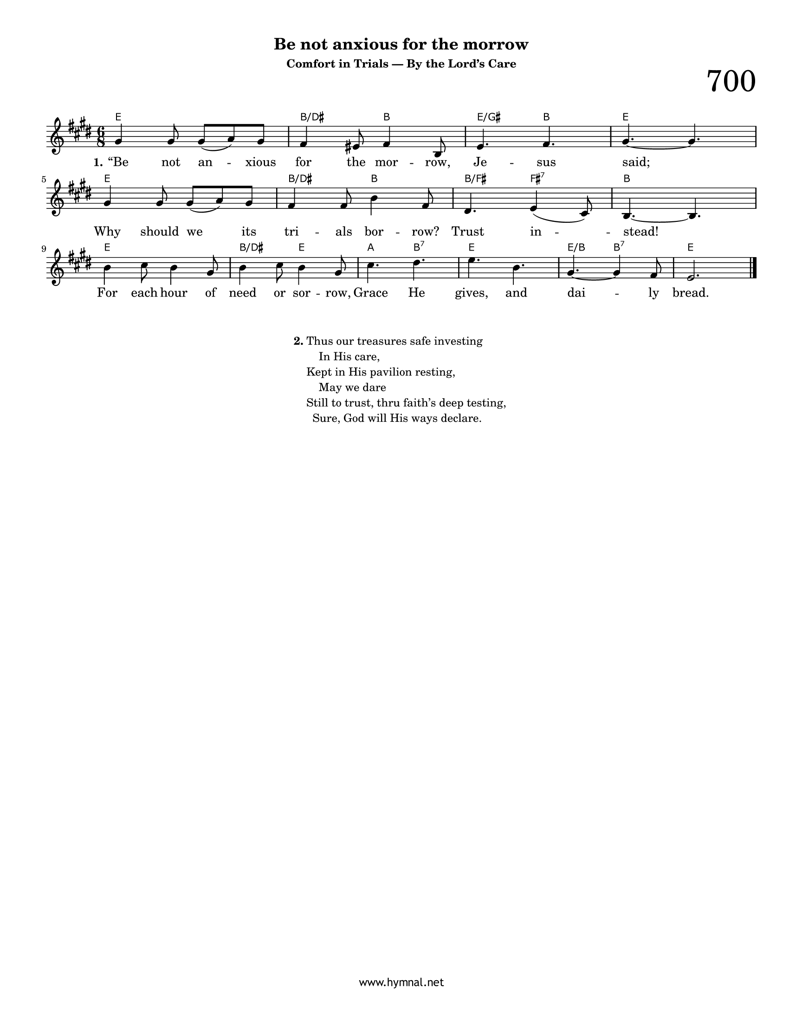 Be not anxious for the morrow
Comfort in Trials — By the Lord's Care
700
E B/D♯ B E/G♯ B E
6
8
1. “Be not an - xious for the mor - row, Je - sus said;
5
E B/D♯ B B/F♯ F♯7 B
Why should we its tri - als bor - row? Trust in - stead!
9
E B/D♯ E A B7 E E/B B7 E
For each hour of need or sor - row, Grace He gives, and dai - ly bread.
2. Thus our treasures safe investing
In His care,
Kept in His pavilion resting,
May we dare
Still to trust, thru faith's deep testing,
Sure, God will His ways declare.
www.hymnal.net